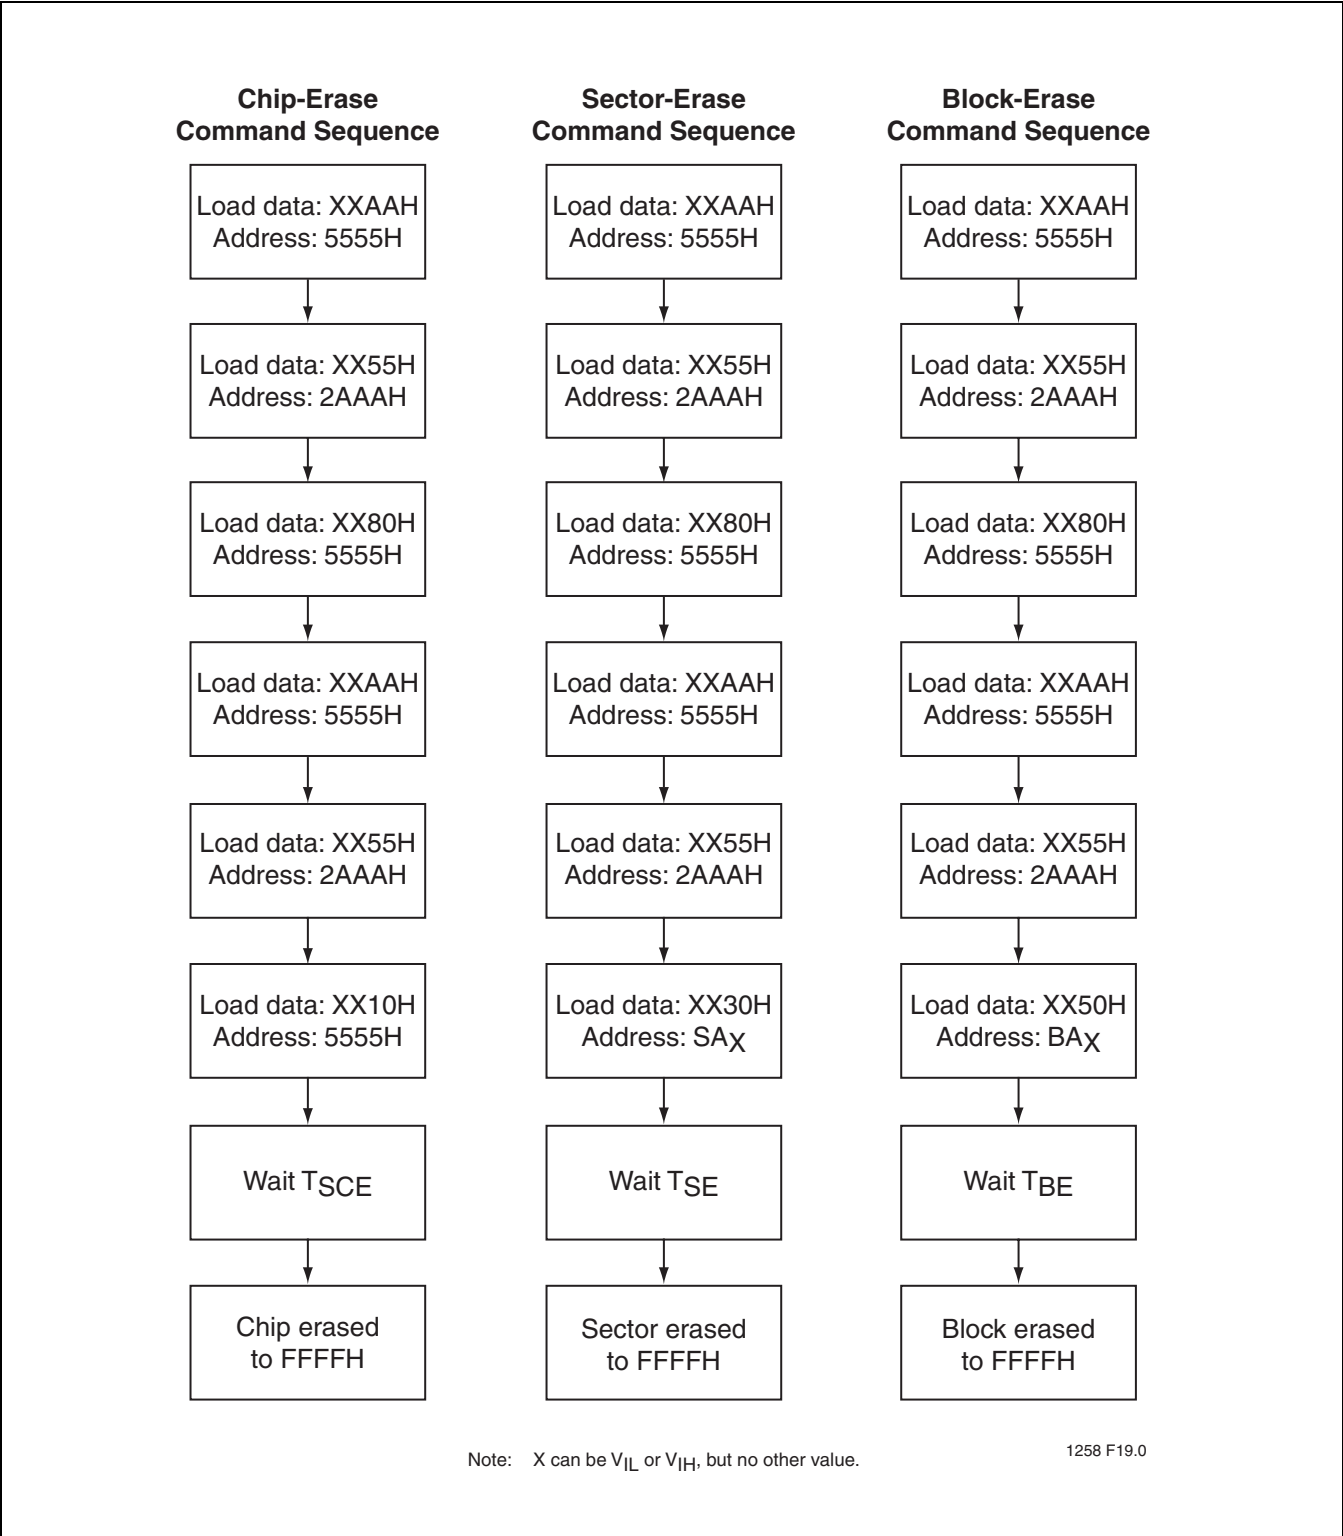 Chip-Erase
Command Sequence
Load data: XXAAH
Address: 5555H
Load data: XX55H
Address: 2AAAH
Load data: XX80H
Address: 5555H
Load data: XXAAH
Address: 5555H
Load data: XX55H
Address: 2AAAH
Load data: XX10H
Address: 5555H
Wait TSCE
Chip erased
to FFFFH
Sector-Erase
Command Sequence
Load data: XXAAH
Address: 5555H
Load data: XX55H
Address: 2AAAH
Load data: XX80H
Address: 5555H
Load data: XXAAH
Address: 5555H
Load data: XX55H
Address: 2AAAH
Load data: XX30H
Address: SAX
Wait TSE
Sector erased
to FFFFH
Block-Erase
Command Sequence
Load data: XXAAH
Address: 5555H
Load data: XX55H
Address: 2AAAH
Load data: XX80H
Address: 5555H
Load data: XXAAH
Address: 5555H
Load data: XX55H
Address: 2AAAH
Load data: XX50H
Address: BAX
Wait TBE
Block erased
to FFFFH
1258 F19.0
Note: X can be VIL or VIH, but no other value.